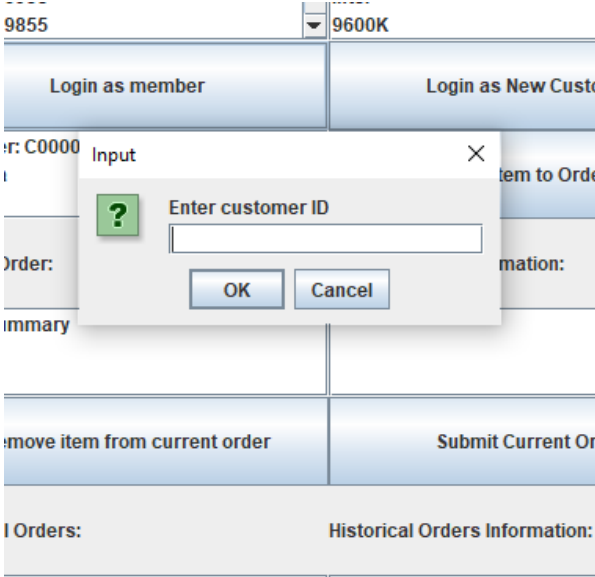 9855
9600K
Login as member
Login as New Custo
er: C0000
Input
tem to Orde
?
Enter customer ID
Order:
mation:
OK
Cancel
ummary
emove item from current order
Submit Current Or
l Orders:
Historical Orders Information: